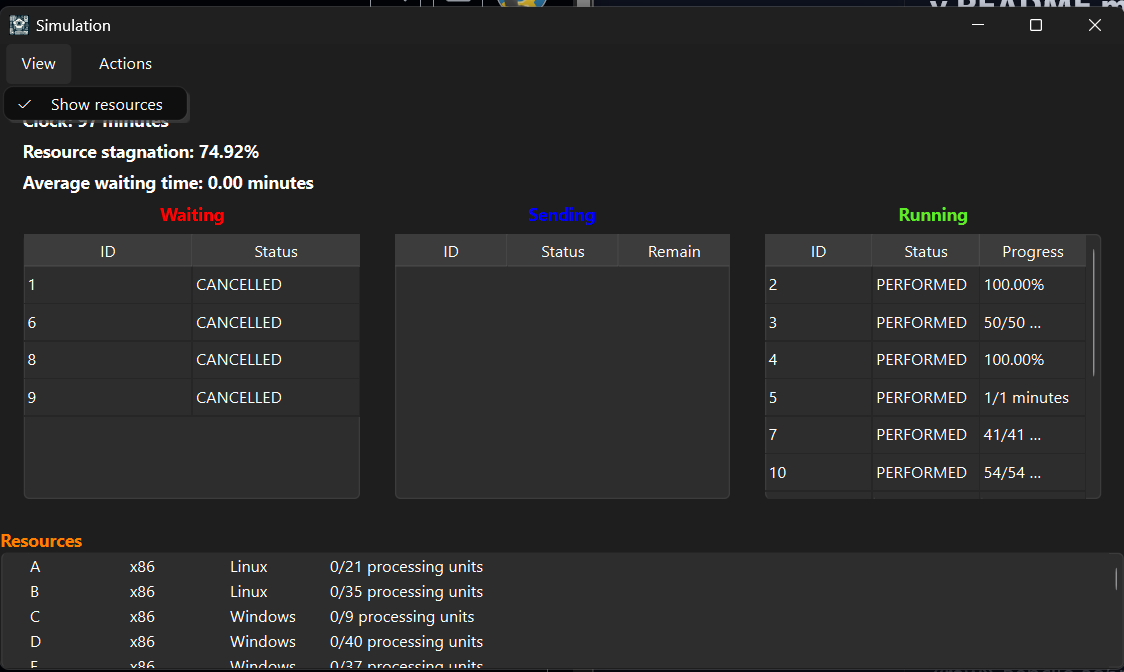 Simulation
View Actions
Show resources
Clock: 97 minutes
Resource stagnation: 74.92%
Average waiting time: 0.00 minutes
Waiting Sending Running
ID Status ID Status Remain ID Status Progress
1 CANCELLED 2 PERFORMED 100.00%
6 CANCELLED 3 PERFORMED 50/50 ...
8 CANCELLED 4 PERFORMED 100.00%
9 CANCELLED 5 PERFORMED 1/1 minutes
7 PERFORMED 41/41 ...
10 PERFORMED 54/54 ...
Resources
A x86 Linux 0/21 processing units
B x86 Linux 0/35 processing units
C x86 Windows 0/9 processing units
D x86 Windows 0/40 processing units
x86 Windows 0/37 processing units